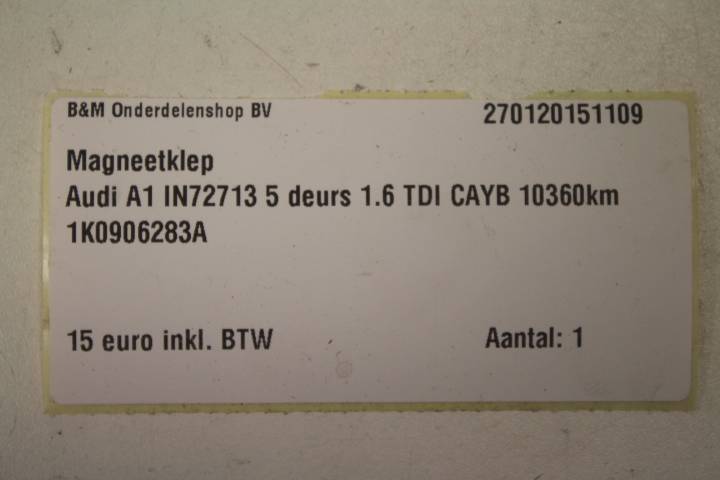 B&M Onderdelenshop BV 270120151109
Magneetklep
Audi A1 IN72713 5 deurs 1.6 TDI CAYB 10360km
1K0906283A
15 euro inkl. BTW Aantal: 1